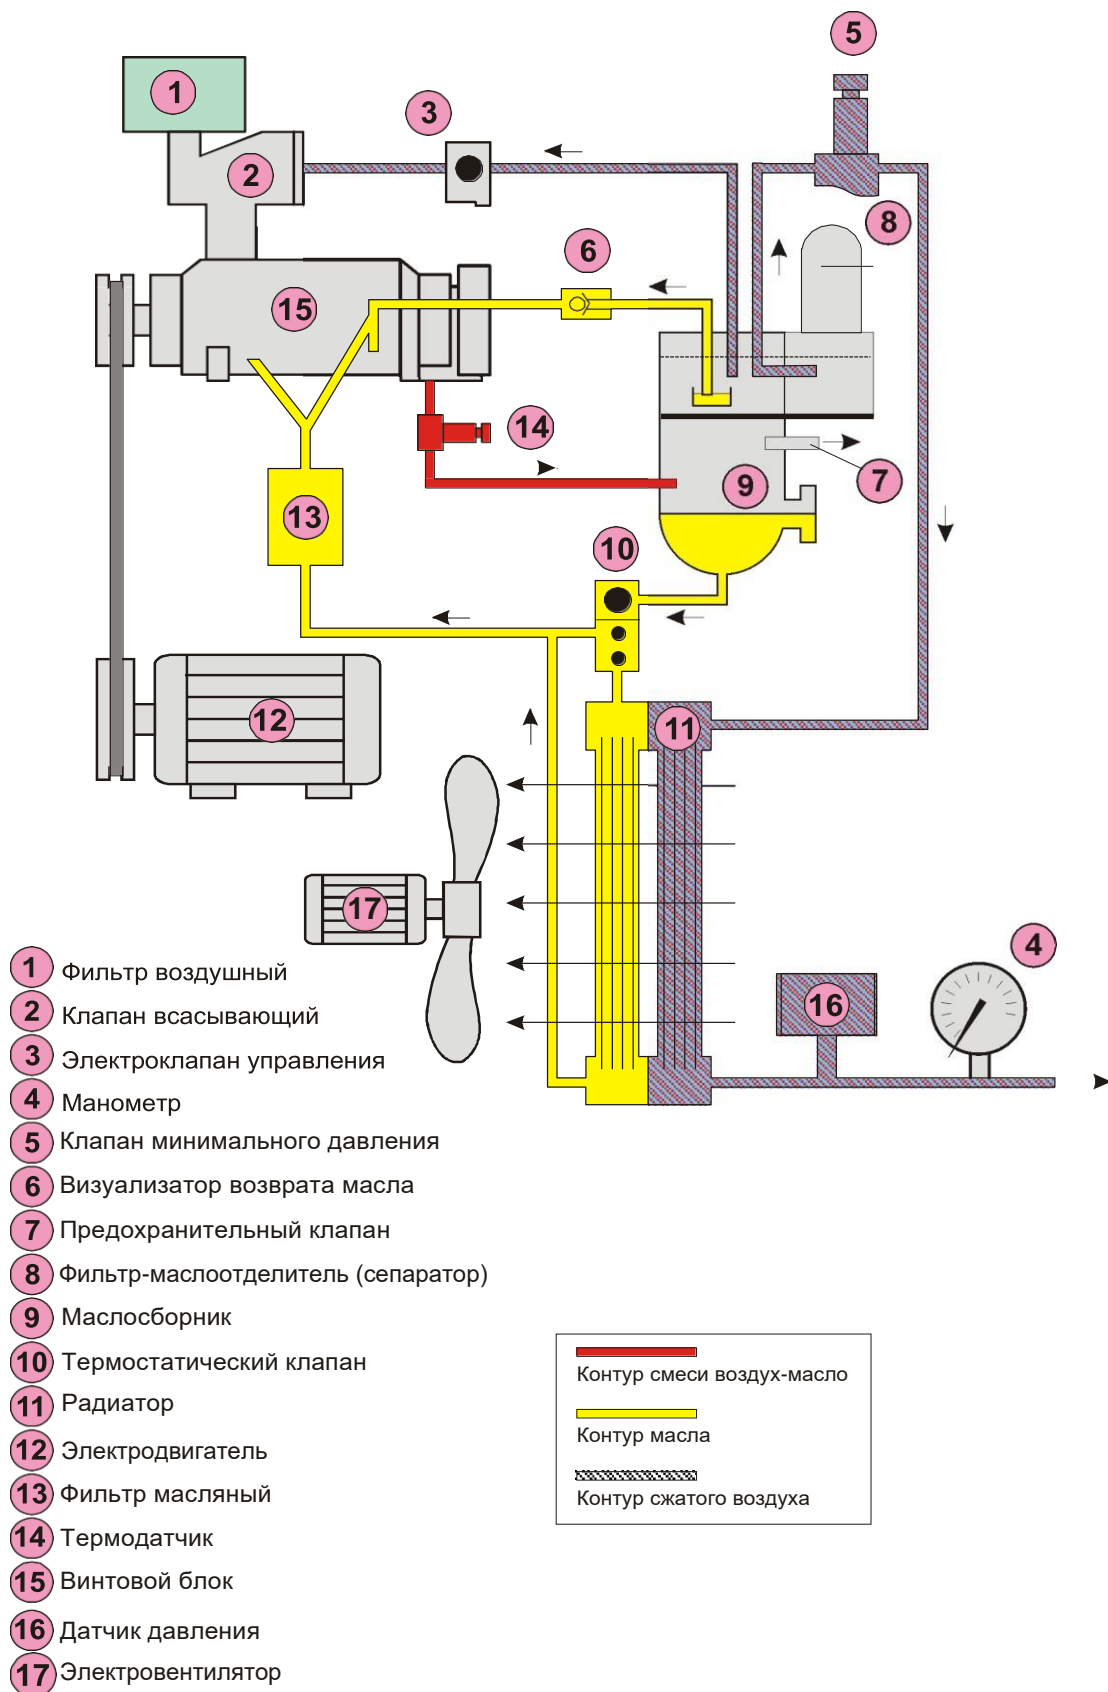 5
1
3
2
8
6
15
14
9
7
13
10
12
11
17
4
16
1 Фильтр воздушный
2 Клапан всасывающий
3 Электроклапан управления
4 Манометр
5 Клапан минимального давления
6 Визуализатор возврата масла
7 Предохранительный клапан
8 Фильтр-маслоотделитель (сепаратор)
9 Маслосборник
10 Термостатический клапан
11 Радиатор
12 Электродвигатель
13 Фильтр масляный
14 Термодатчик
15 Винтовой блок
16 Датчик давления
17 Электровентилятор
Контур смеси воздух-масло
Контур масла
Контур сжатого воздуха